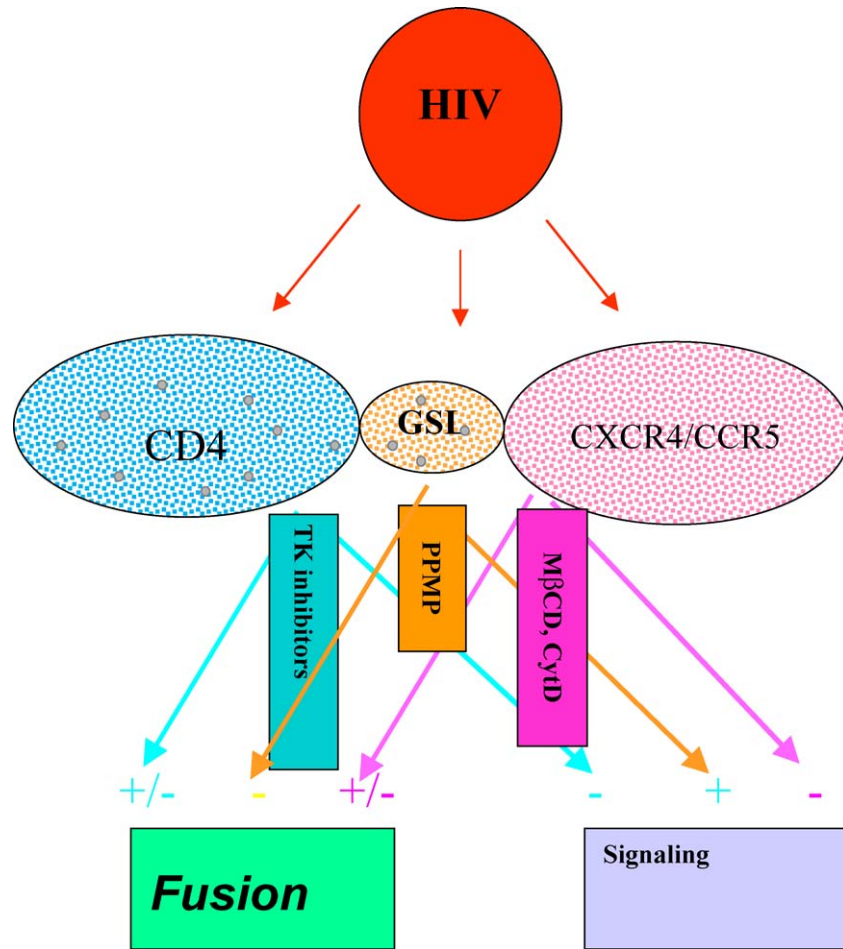 HIV
CD4
GSL
CXCR4/CCR5
TK inhibitors
PPMP
MβCD, CytD
+/-
-
+/-
-
+
-
Fusion
Signaling